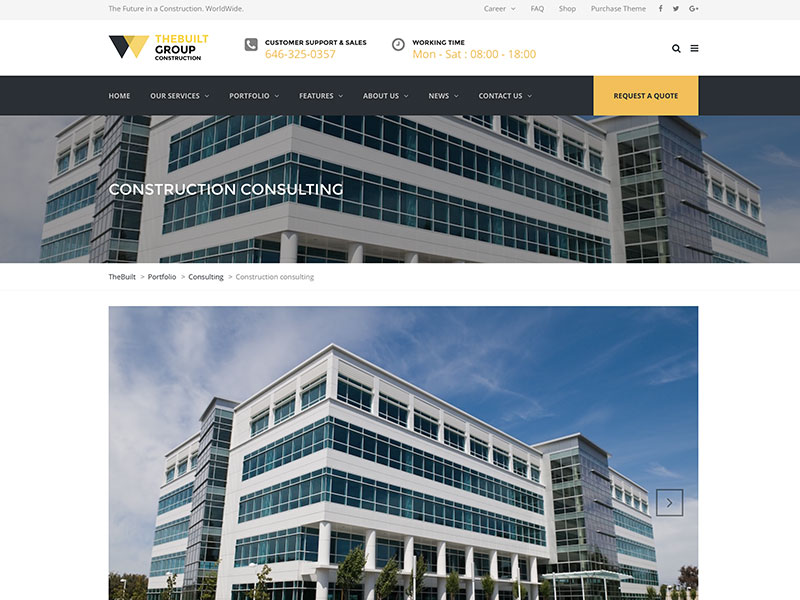 The Future in a Construction. WorldWide.
Career FAQ Shop Purchase Theme
THEBUILT
GROUP
CONSTRUCTION
CUSTOMER SUPPORT & SALES
646-325-0357
WORKING TIME
Mon - Sat : 08:00 - 18:00
HOME OUR SERVICES PORTFOLIO FEATURES ABOUT US NEWS CONTACT US REQUEST A QUOTE
CONSTRUCTION CONSULTING
TheBuilt > Portfolio > Consulting > Construction consulting